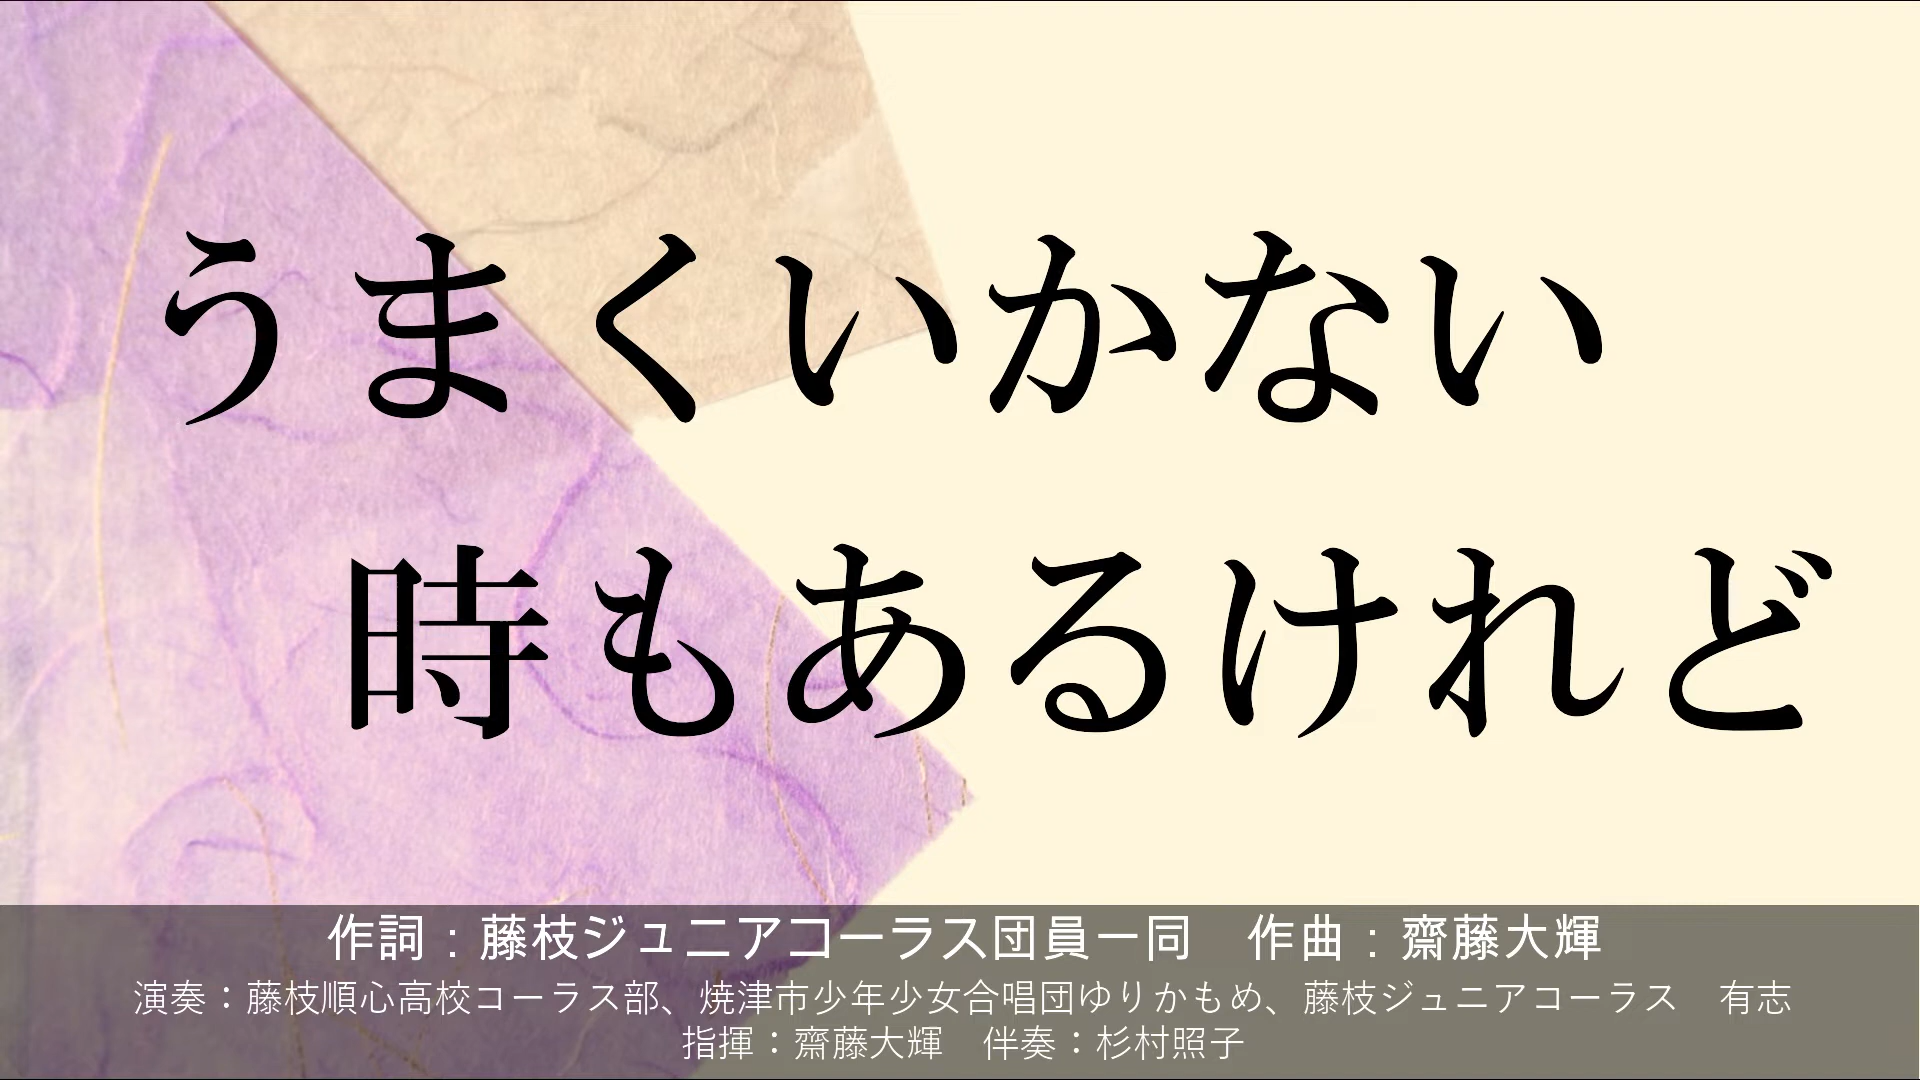 うまくいかない
時もあるけれど
作詞：藤枝ジュニアコーラス団員一同　作曲：齋藤大輝
演奏：藤枝順心高校コーラス部、焼津市少年少女合唱団ゆりかもめ、藤枝ジュニアコーラス　有志
指揮：齋藤大輝　伴奏：杉村照子